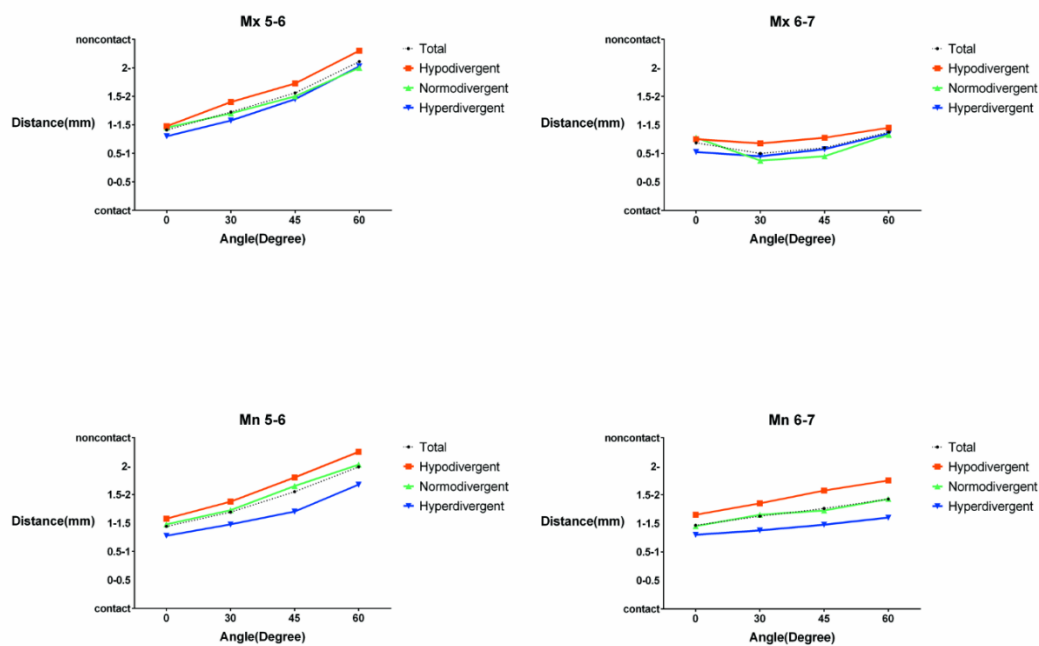 Mx 5-6
noncontact
2-
1.5-2
Distance(mm)
1-1.5
0.5-1
0-0.5
contact
0 30 45 60
Angle(Degree)
Total
Hypodivergent
Normodivergent
Hyperdivergent
Mx 6-7
noncontact
2-
1.5-2
Distance(mm)
1-1.5
0.5-1
0-0.5
contact
0 30 45 60
Angle(Degree)
Total
Hypodivergent
Normodivergent
Hyperdivergent
Mn 5-6
noncontact
2-
1.5-2
Distance(mm)
1-1.5
0.5-1
0-0.5
contact
0 30 45 60
Angle(Degree)
Total
Hypodivergent
Normodivergent
Hyperdivergent
Mn 6-7
noncontact
2-
1.5-2
Distance(mm)
1-1.5
0.5-1
0-0.5
contact
0 30 45 60
Angle(Degree)
Total
Hypodivergent
Normodivergent
Hyperdivergent